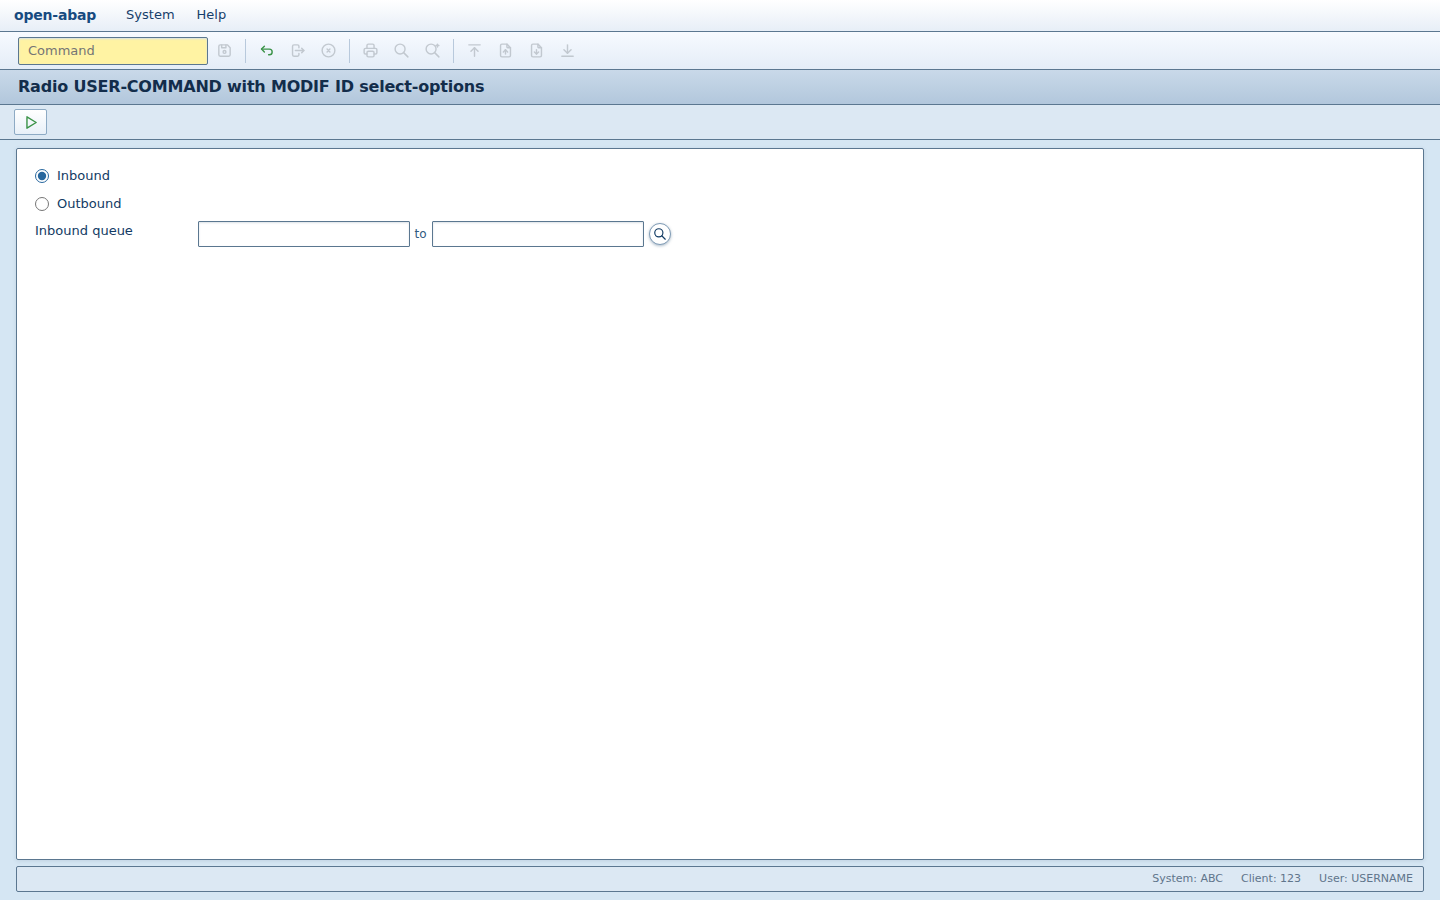 open-abap System Help
Command
Radio USER-COMMAND with MODIF ID select-options
Inbound
Outbound
Inbound queue to
System: ABC Client: 123 User: USERNAME